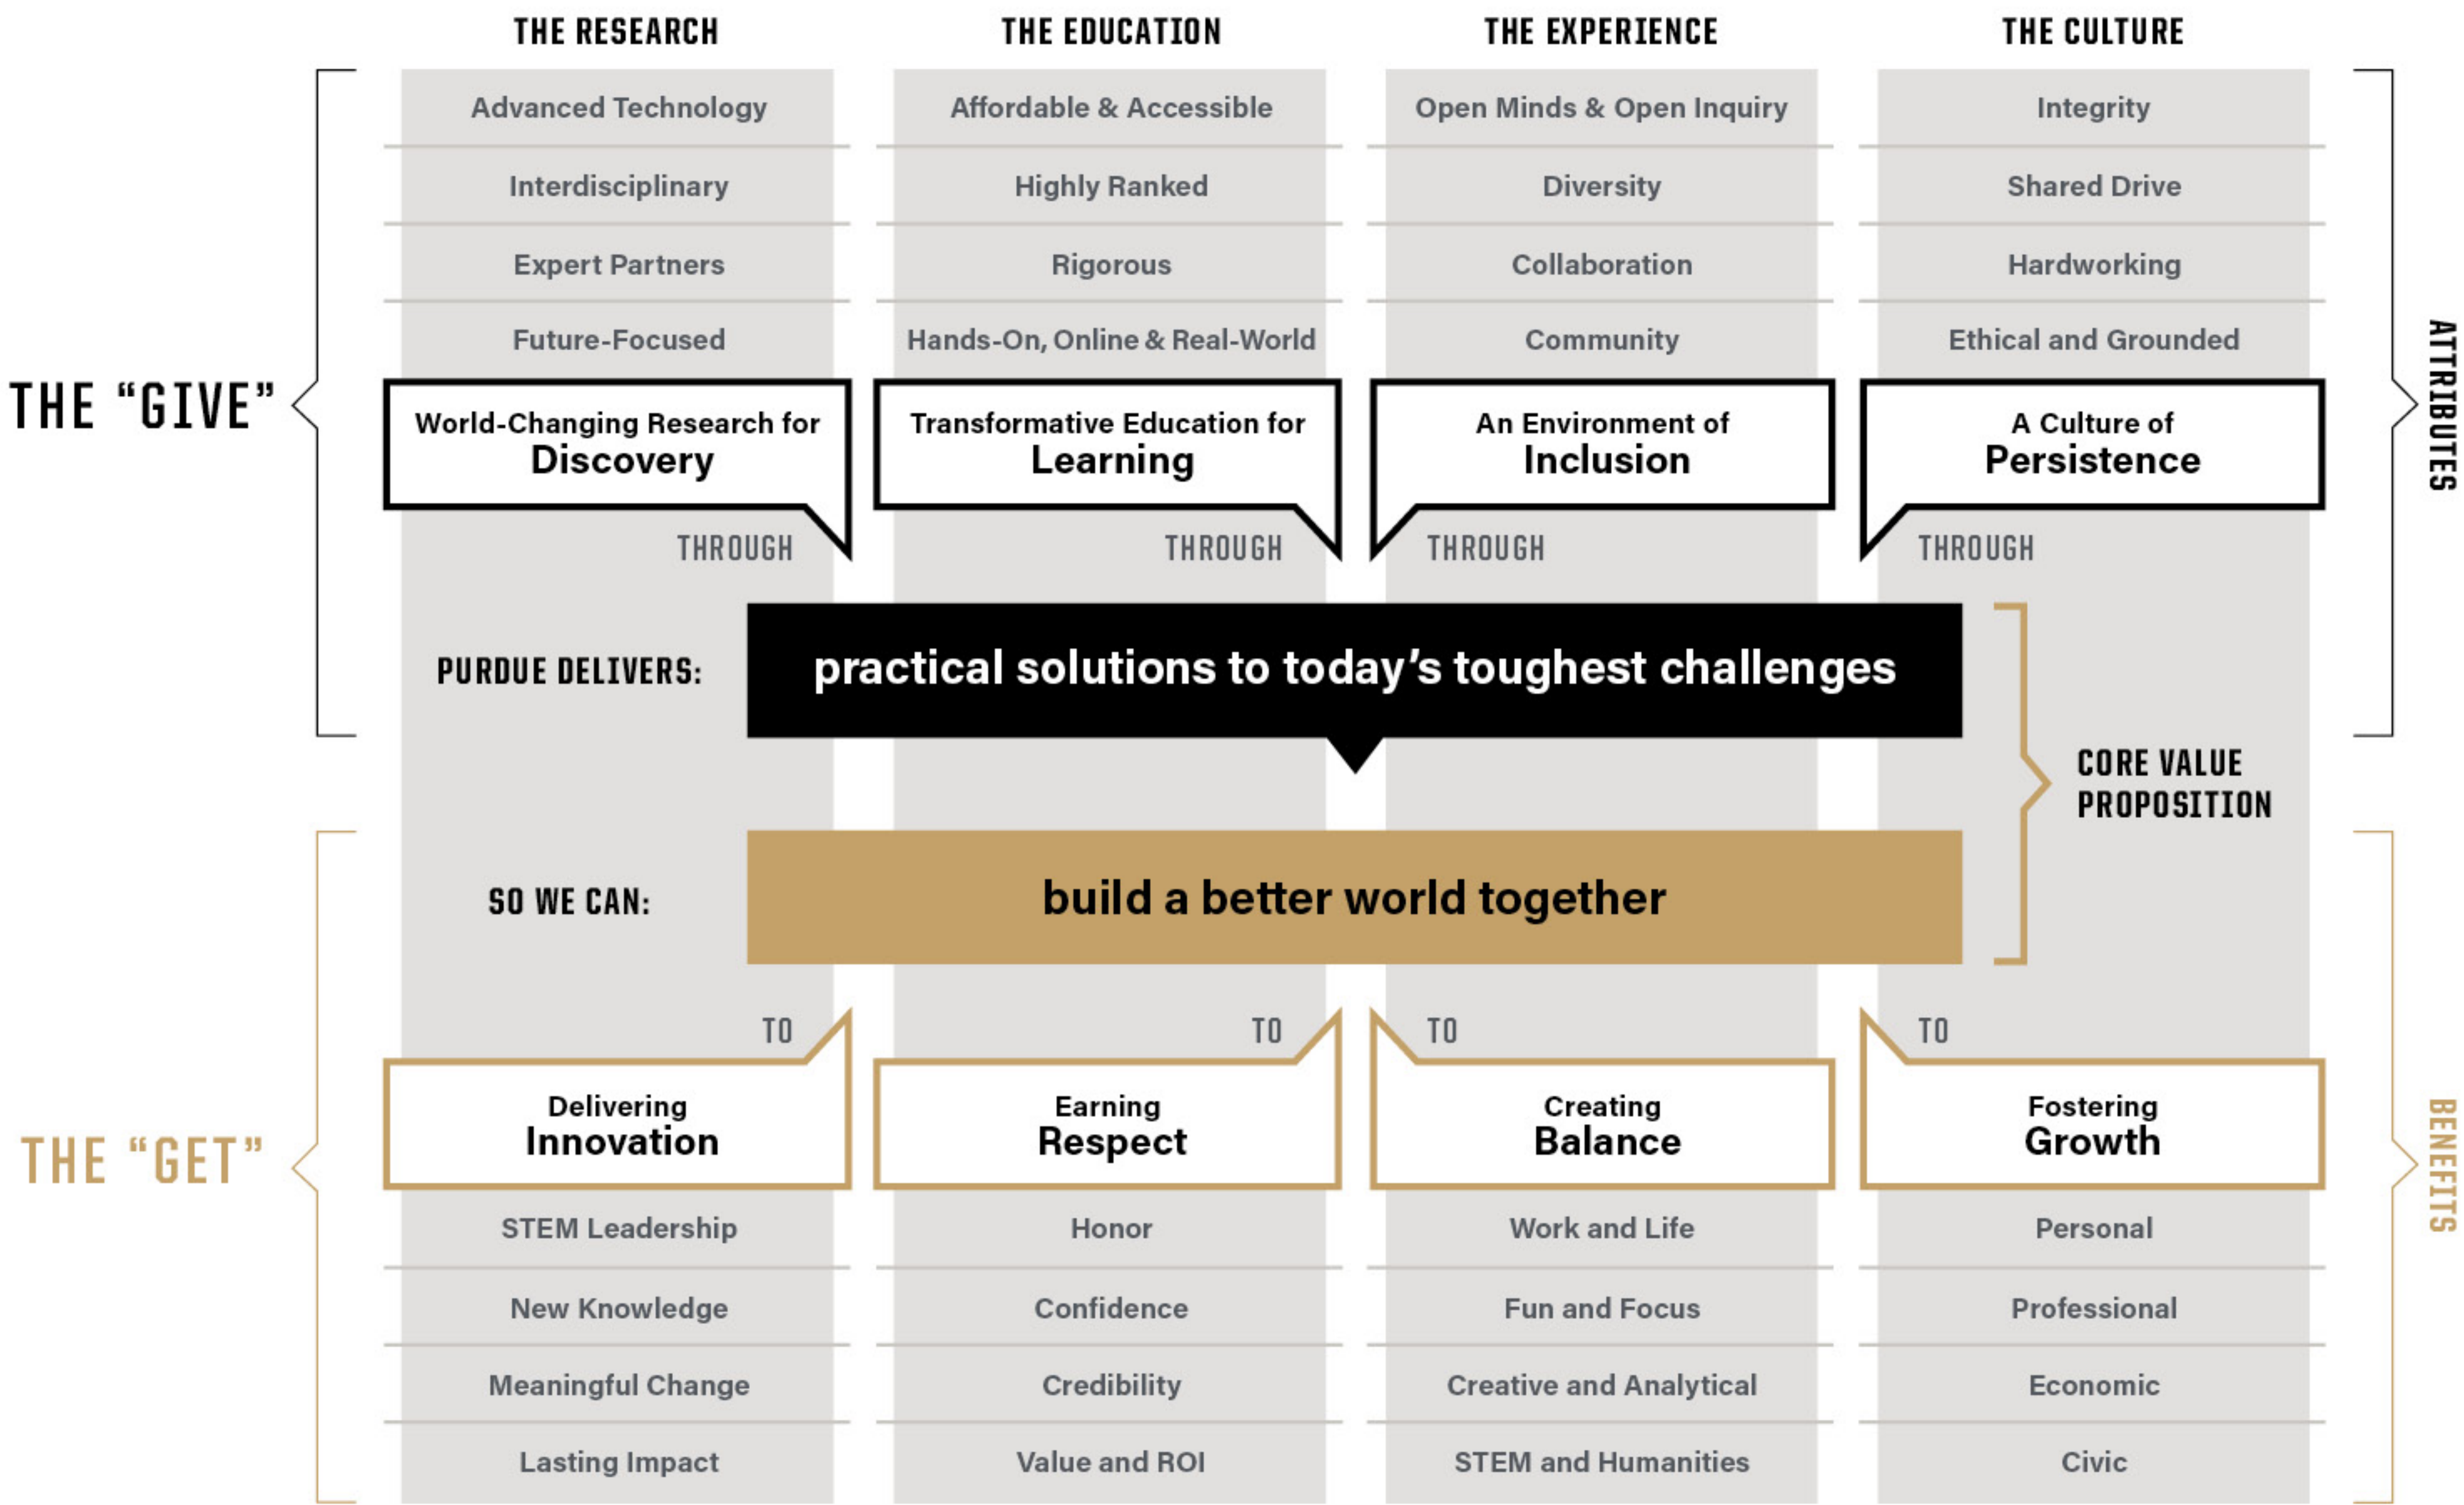 THE RESEARCH
THE EDUCATION
THE EXPERIENCE
THE CULTURE
Advanced Technology
Affordable & Accessible
Open Minds & Open Inquiry
Integrity
Interdisciplinary
Highly Ranked
Diversity
Shared Drive
Expert Partners
Rigorous
Collaboration
Hardworking
Future-Focused
Hands-On, Online & Real-World
Community
Ethical and Grounded
THE “GIVE”
ATTRIBUTES
World-Changing Research for
Discovery
Transformative Education for
Learning
An Environment of
Inclusion
A Culture of
Persistence
THROUGH
THROUGH
THROUGH
THROUGH
PURDUE DELIVERS:
practical solutions to today’s toughest challenges
CORE VALUE
PROPOSITION
SO WE CAN:
build a better world together
TO
TO
TO
TO
THE “GET”
BENEFITS
Delivering
Innovation
Earning
Respect
Creating
Balance
Fostering
Growth
STEM Leadership
Honor
Work and Life
Personal
New Knowledge
Confidence
Fun and Focus
Professional
Meaningful Change
Credibility
Creative and Analytical
Economic
Lasting Impact
Value and ROI
STEM and Humanities
Civic